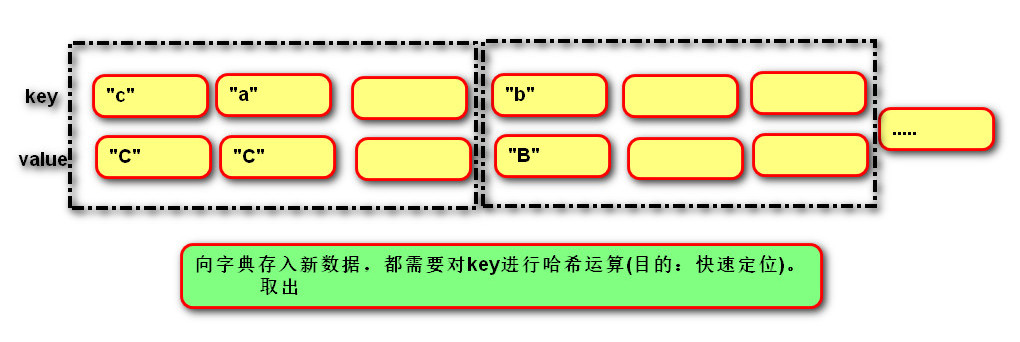 key "c" "a" "b"
.....
value "C" "C" "B"
向字典存入新数据，都需要对key进行哈希运算(目的：快速定位)。
取出